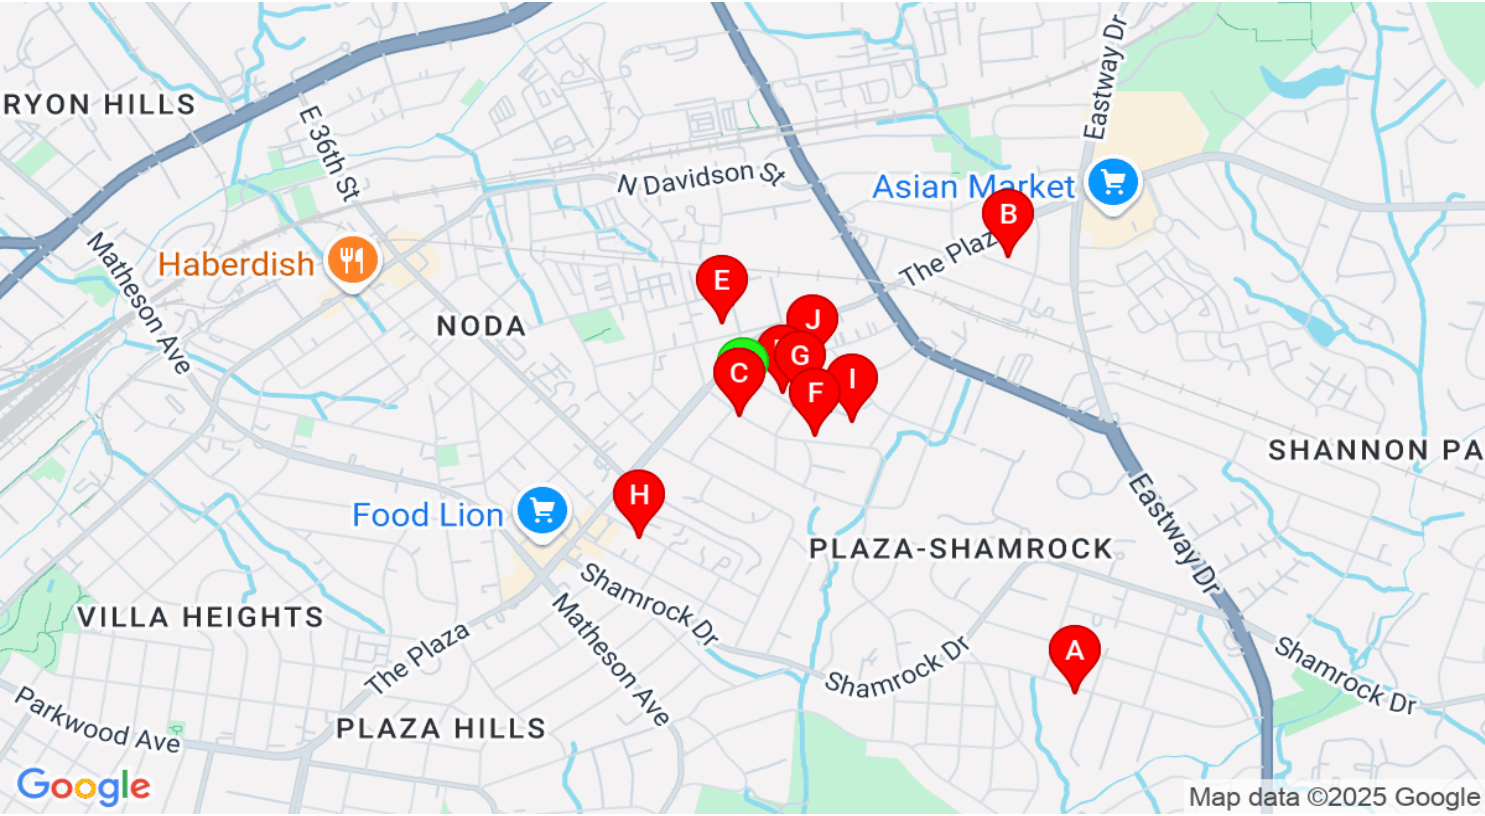 Eastway Dr
RYON HILLS
E 36th St
N Davidson St
Asian Market
B
The Plaza
Matheson Ave
Haberdish
E
J
NODA
G
C
I
F
SHANNON PA
H
Food Lion
Eastway Dr
PLAZA-SHAMROCK
Shamrock Dr
VILLA HEIGHTS
Matheson Ave
The Plaza
A
Shamrock Dr
Shamrock Dr
Parkwood Ave
PLAZA HILLS
Google
Map data ©2025 Google